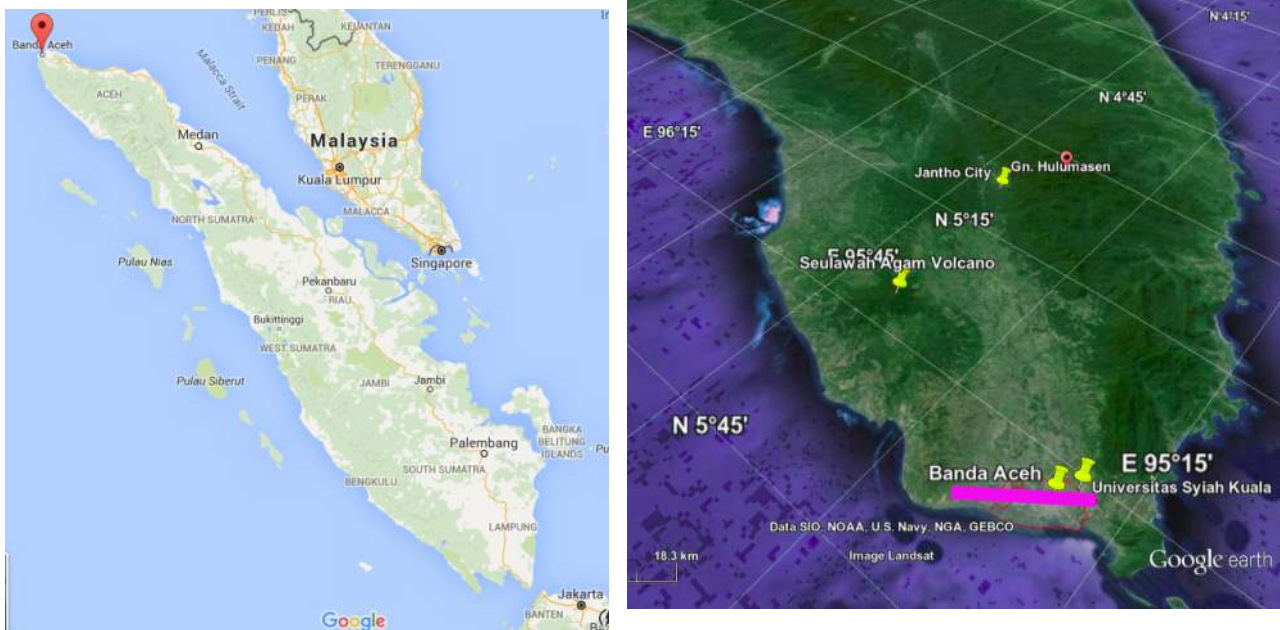 PERLIS
KEDAH
KELANTAN
PENANG
TERENGGANU
Banda Aceh
Malacca Strait
ACEH
PERAK
Medan
Malaysia
Kuala Lumpur
MALACCA
NORTH SUMATRA
Singapore
Pulau Nias
Pekanbaru
RIAU
Bukittinggi
WEST SUMATRA
Pulau Siberut
JAMBI
Jambi
BANGKA
BELITUNG
ISLANDS
Palembang
SOUTH SUMATRA
BENGKULU
LAMPUNG
Jakarta
BANTEN
Google
N 4°15'
N 4°45'
E 96°15'
Jantho City
Gn. Hulumasen
N 5°15'
E 95°45'
Seulawah Agam Volcano
N 5°45'
Banda Aceh
E 95°15'
Universitas Syiah Kuala
Data SIO, NOAA, U.S. Navy, NGA, GEBCO
18.3 km
Image Landsat
Google earth